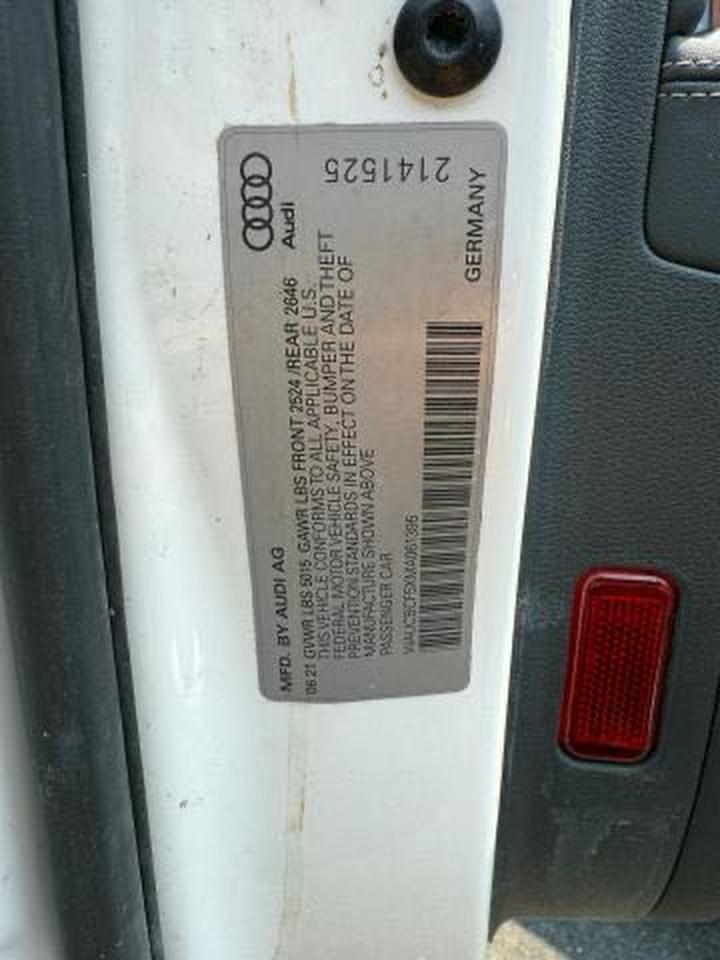 Audi
2141525
MFD. BY AUDI AG
06 21 GVWR LBS 5015 GAWR LBS FRONT 2524 /REAR 2646
THIS VEHICLE CONFORMS TO ALL APPLICABLE U.S.
FEDERAL MOTOR VEHICLE SAFETY, BUMPER AND THEFT
PREVENTION STANDARDS IN EFFECT ON THE DATE OF
MANUFACTURE SHOWN ABOVE
PASSENGER CAR
WAUCBCF5XMA061396
GERMANY